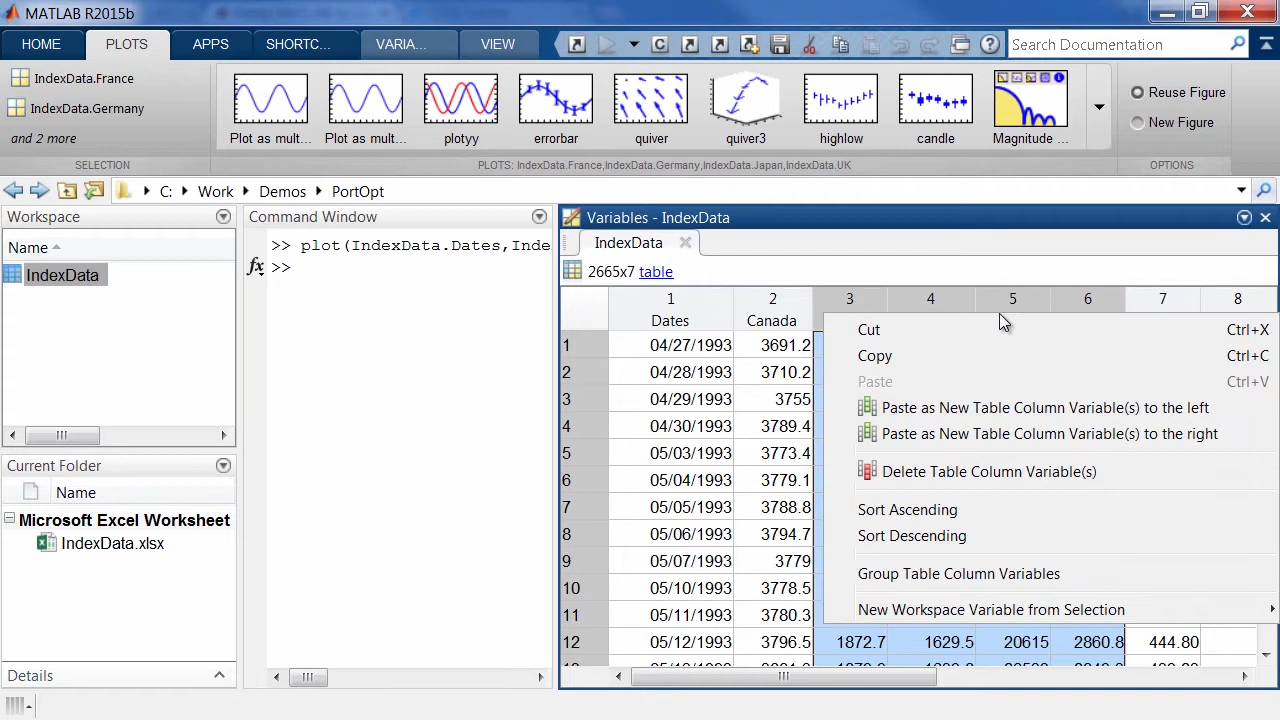 MATLAB R2015b
HOME PLOTS APPS SHORTC... VARIA... VIEW Search Documentation
IndexData.France
IndexData.Germany
and 2 more
Plot as mult... Plot as mult... plotyy errorbar quiver quiver3 highlow candle Magnitude ...
Reuse Figure
New Figure
SELECTION PLOTS: IndexData.France,IndexData.Germany,IndexData.Japan,IndexData.UK OPTIONS
C: Work Demos PortOpt
Workspace
Name
IndexData
Current Folder
Name
Microsoft Excel Worksheet
IndexData.xlsx
Details
Command Window
>> plot(IndexData.Dates,Inde
fx >>
Variables - IndexData
IndexData
2665x7 table
1 2 3 4 5 6 7 8
Dates Canada
1 04/27/1993 3691.2
2 04/28/1993 3710.2
3 04/29/1993 3755
4 04/30/1993 3789.4
5 05/03/1993 3773.4
6 05/04/1993 3779.1
7 05/05/1993 3788.8
8 05/06/1993 3794.7
9 05/07/1993 3779
10 05/10/1993 3778.5
11 05/11/1993 3780.3
12 05/12/1993 3796.5 1872.7 1629.5 20615 2860.8 444.80
Cut Ctrl+X
Copy Ctrl+C
Paste Ctrl+V
Paste as New Table Column Variable(s) to the left
Paste as New Table Column Variable(s) to the right
Delete Table Column Variable(s)
Sort Ascending
Sort Descending
Group Table Column Variables
New Workspace Variable from Selection